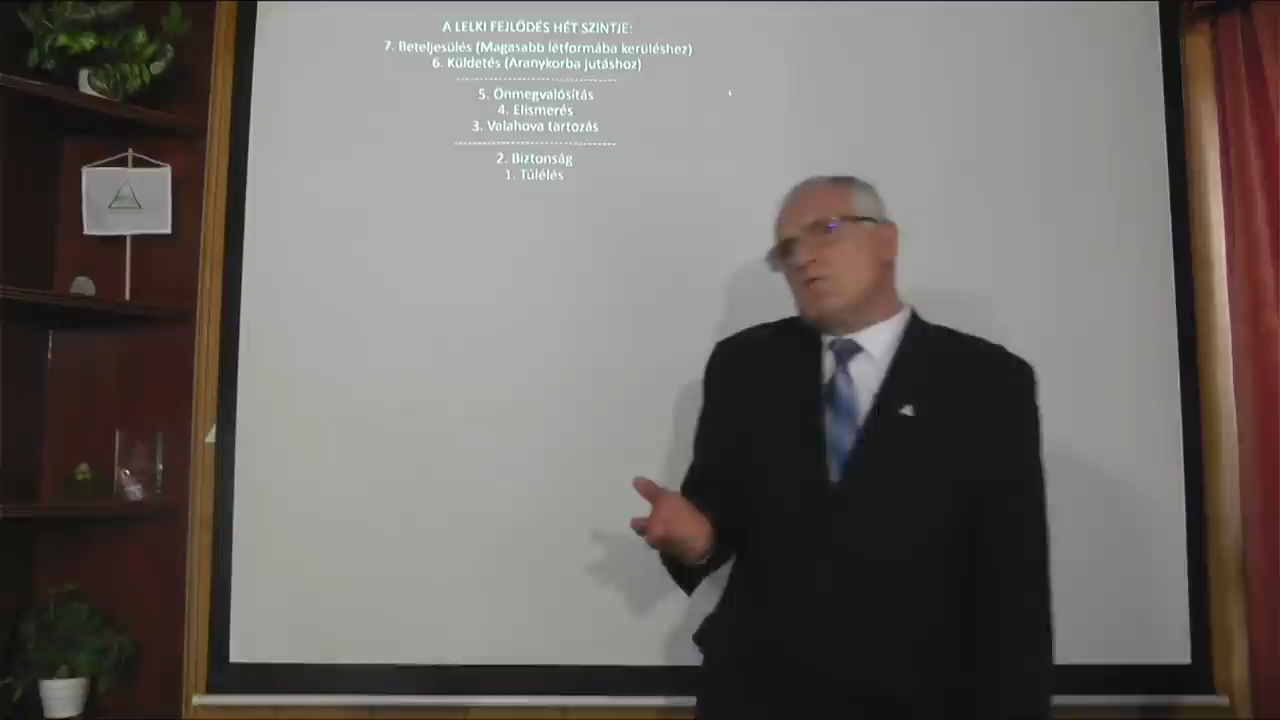 A LELKI FEJLŐDÉS HÉT SZINTJE:
7. Beteljesülés (Magasabb létformába kerüléshez)
6. Küldetés (Aranykorba jutáshoz)
5. Önmegvalósítás
4. Elismerés
3. Valahova tartozás
2. Biztonság
1. Túlélés